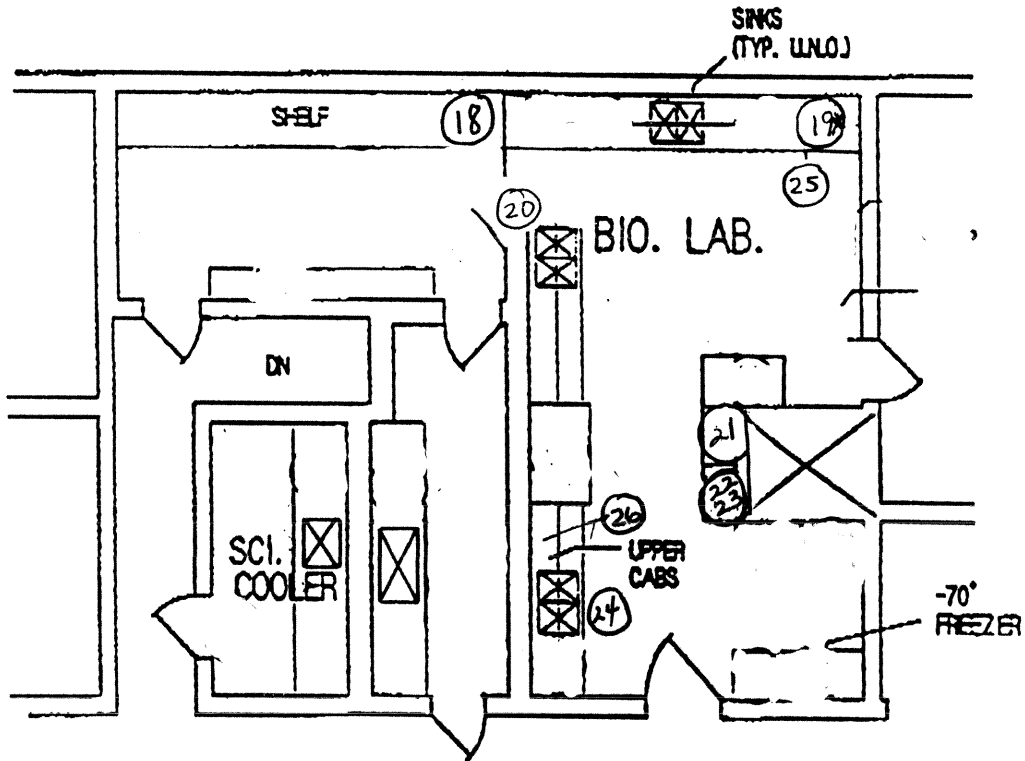 SINKS
(TYP. U.N.O.)
SHELF
18
19*
25
20
BIO. LAB.
DN
21
22
23
26
UPPER
CABS
SCI.
COOLER
24
-70°
FREEZER